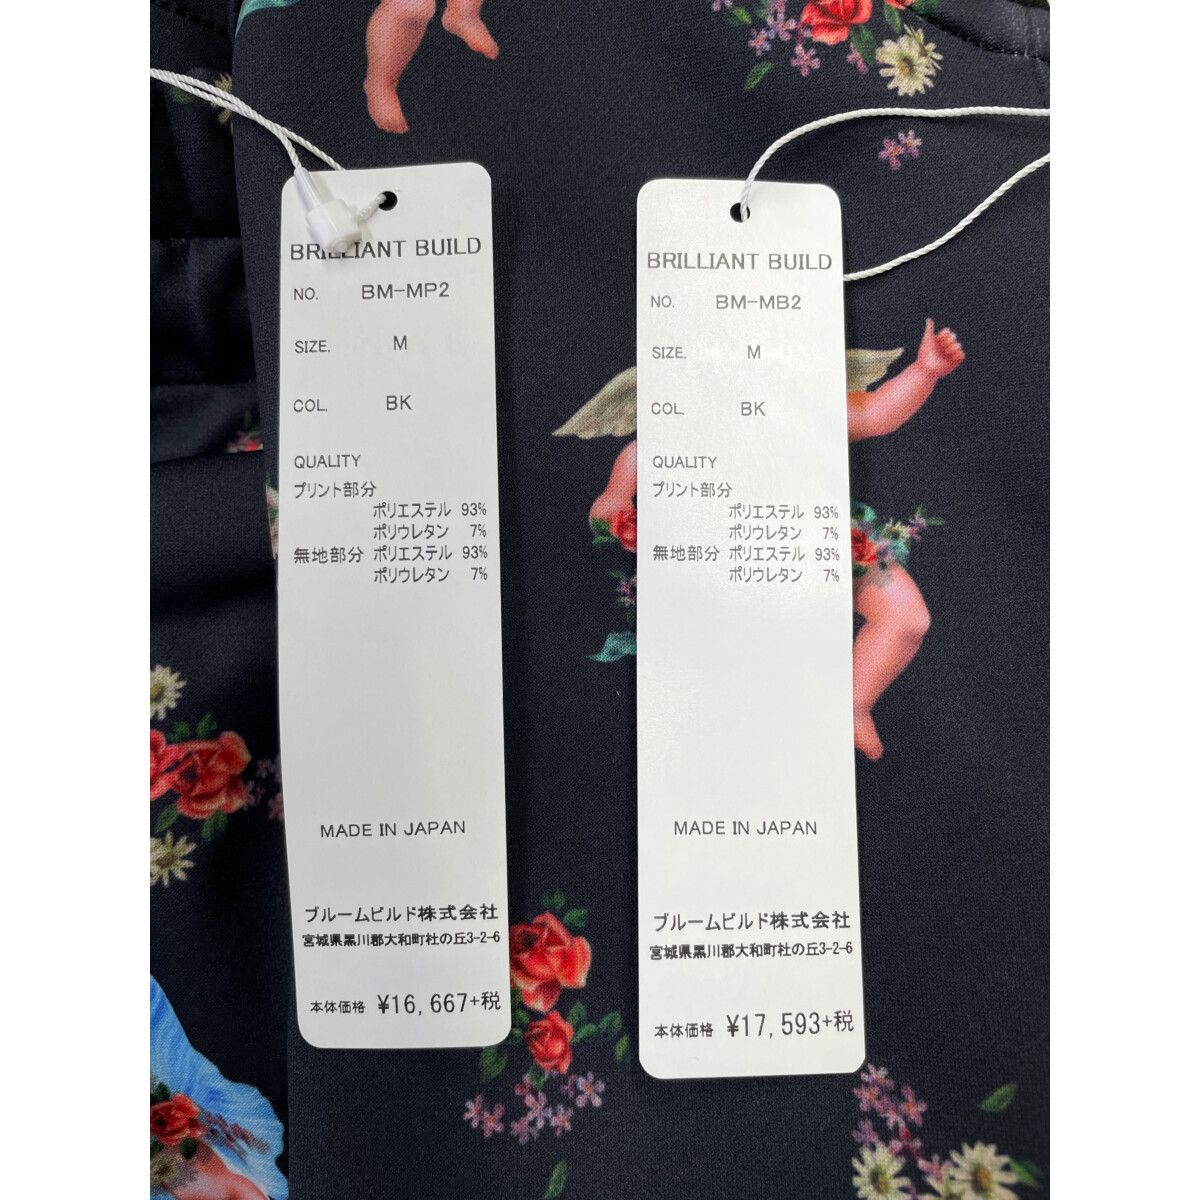 BRILLIANT BUILD
NO. BM-MP2
SIZE. M
COL. BK
QUALITY
プリント部分
ポリエステル 93%
ポリウレタン 7%
無地部分 ポリエステル 93%
ポリウレタン 7%
MADE IN JAPAN
ブルームビルド株式会社
宮城県黒川郡大和町杜の丘3-2-6
本体価格 ¥16,667+税
BRILLIANT BUILD
NO. BM-MB2
SIZE. M
COL. BK
QUALITY
プリント部分
ポリエステル 93%
ポリウレタン 7%
無地部分 ポリエステル 93%
ポリウレタン 7%
MADE IN JAPAN
ブルームビルド株式会社
宮城県黒川郡大和町杜の丘3-2-6
本体価格 ¥17,593+税